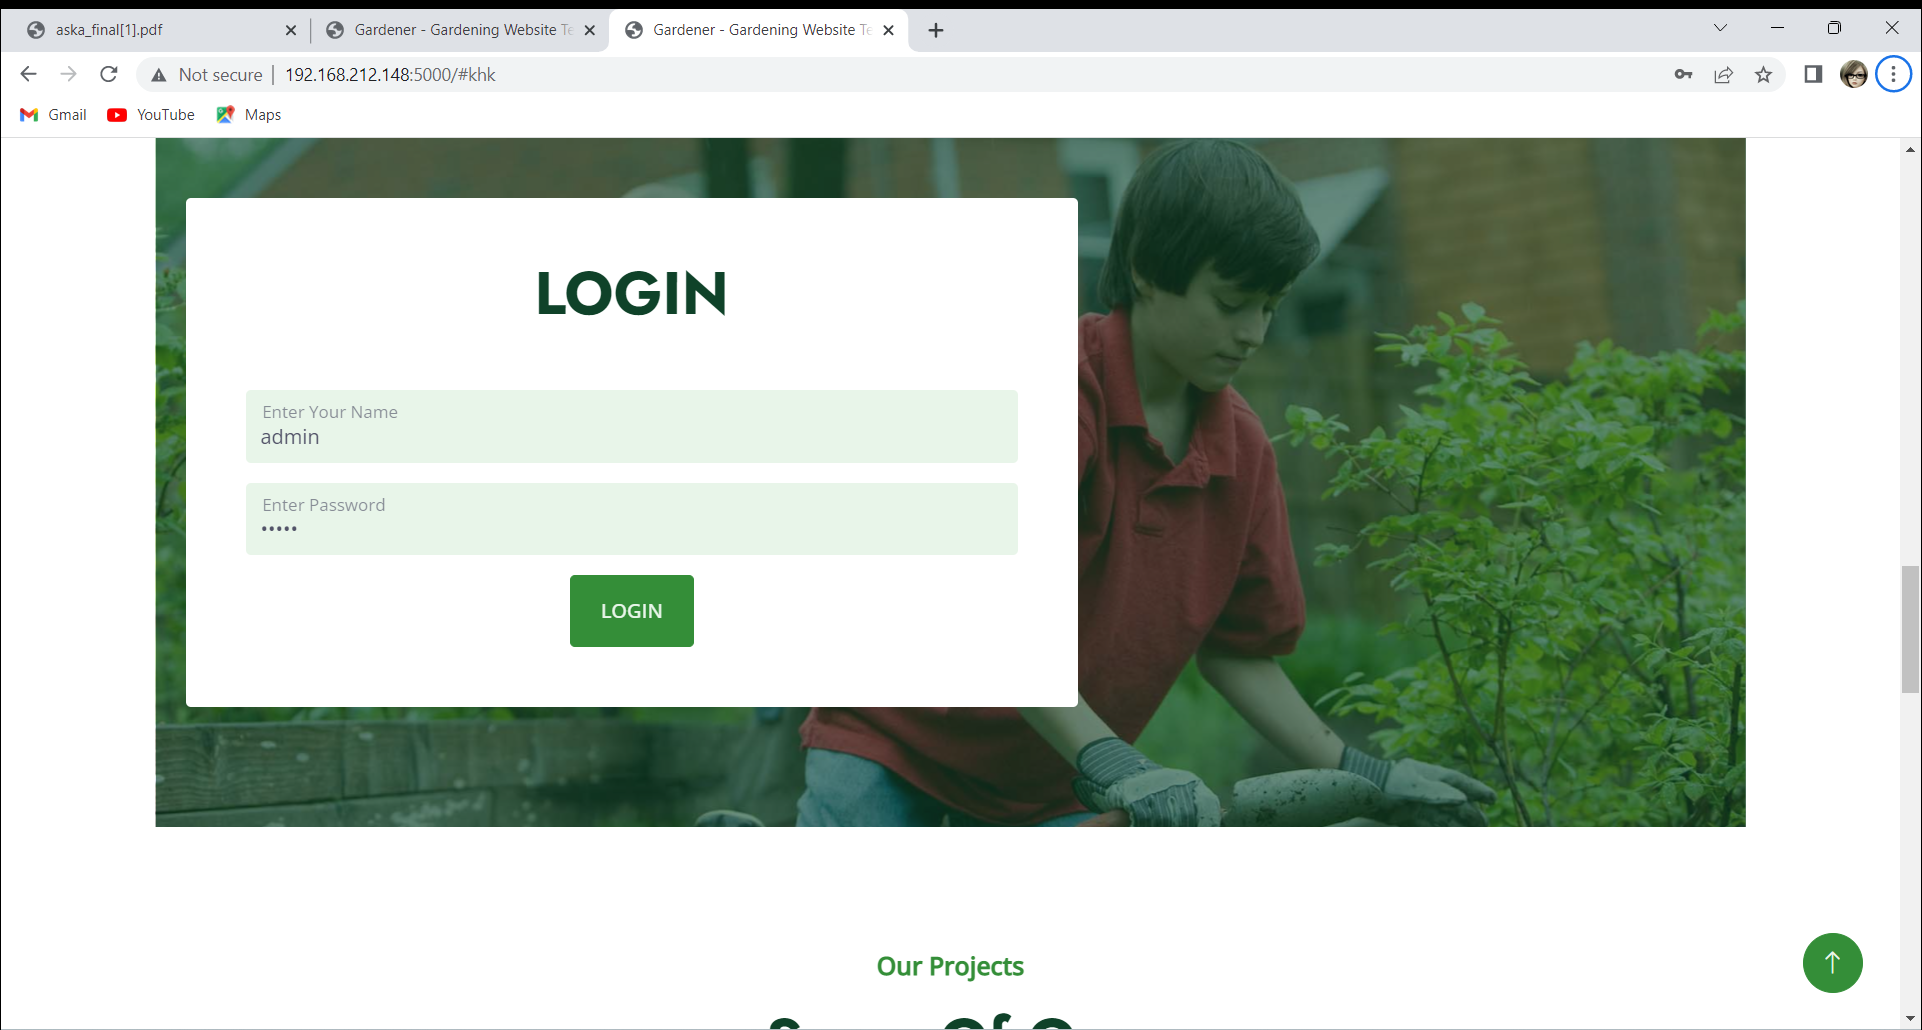 aska_final[1].pdf
Gardener - Gardening Website Te
Gardener - Gardening Website Te
Not secure | 192.168.212.148:5000/#khk
Gmail
YouTube
Maps
LOGIN
Enter Your Name
admin
Enter Password
•••••
LOGIN
Our Projects